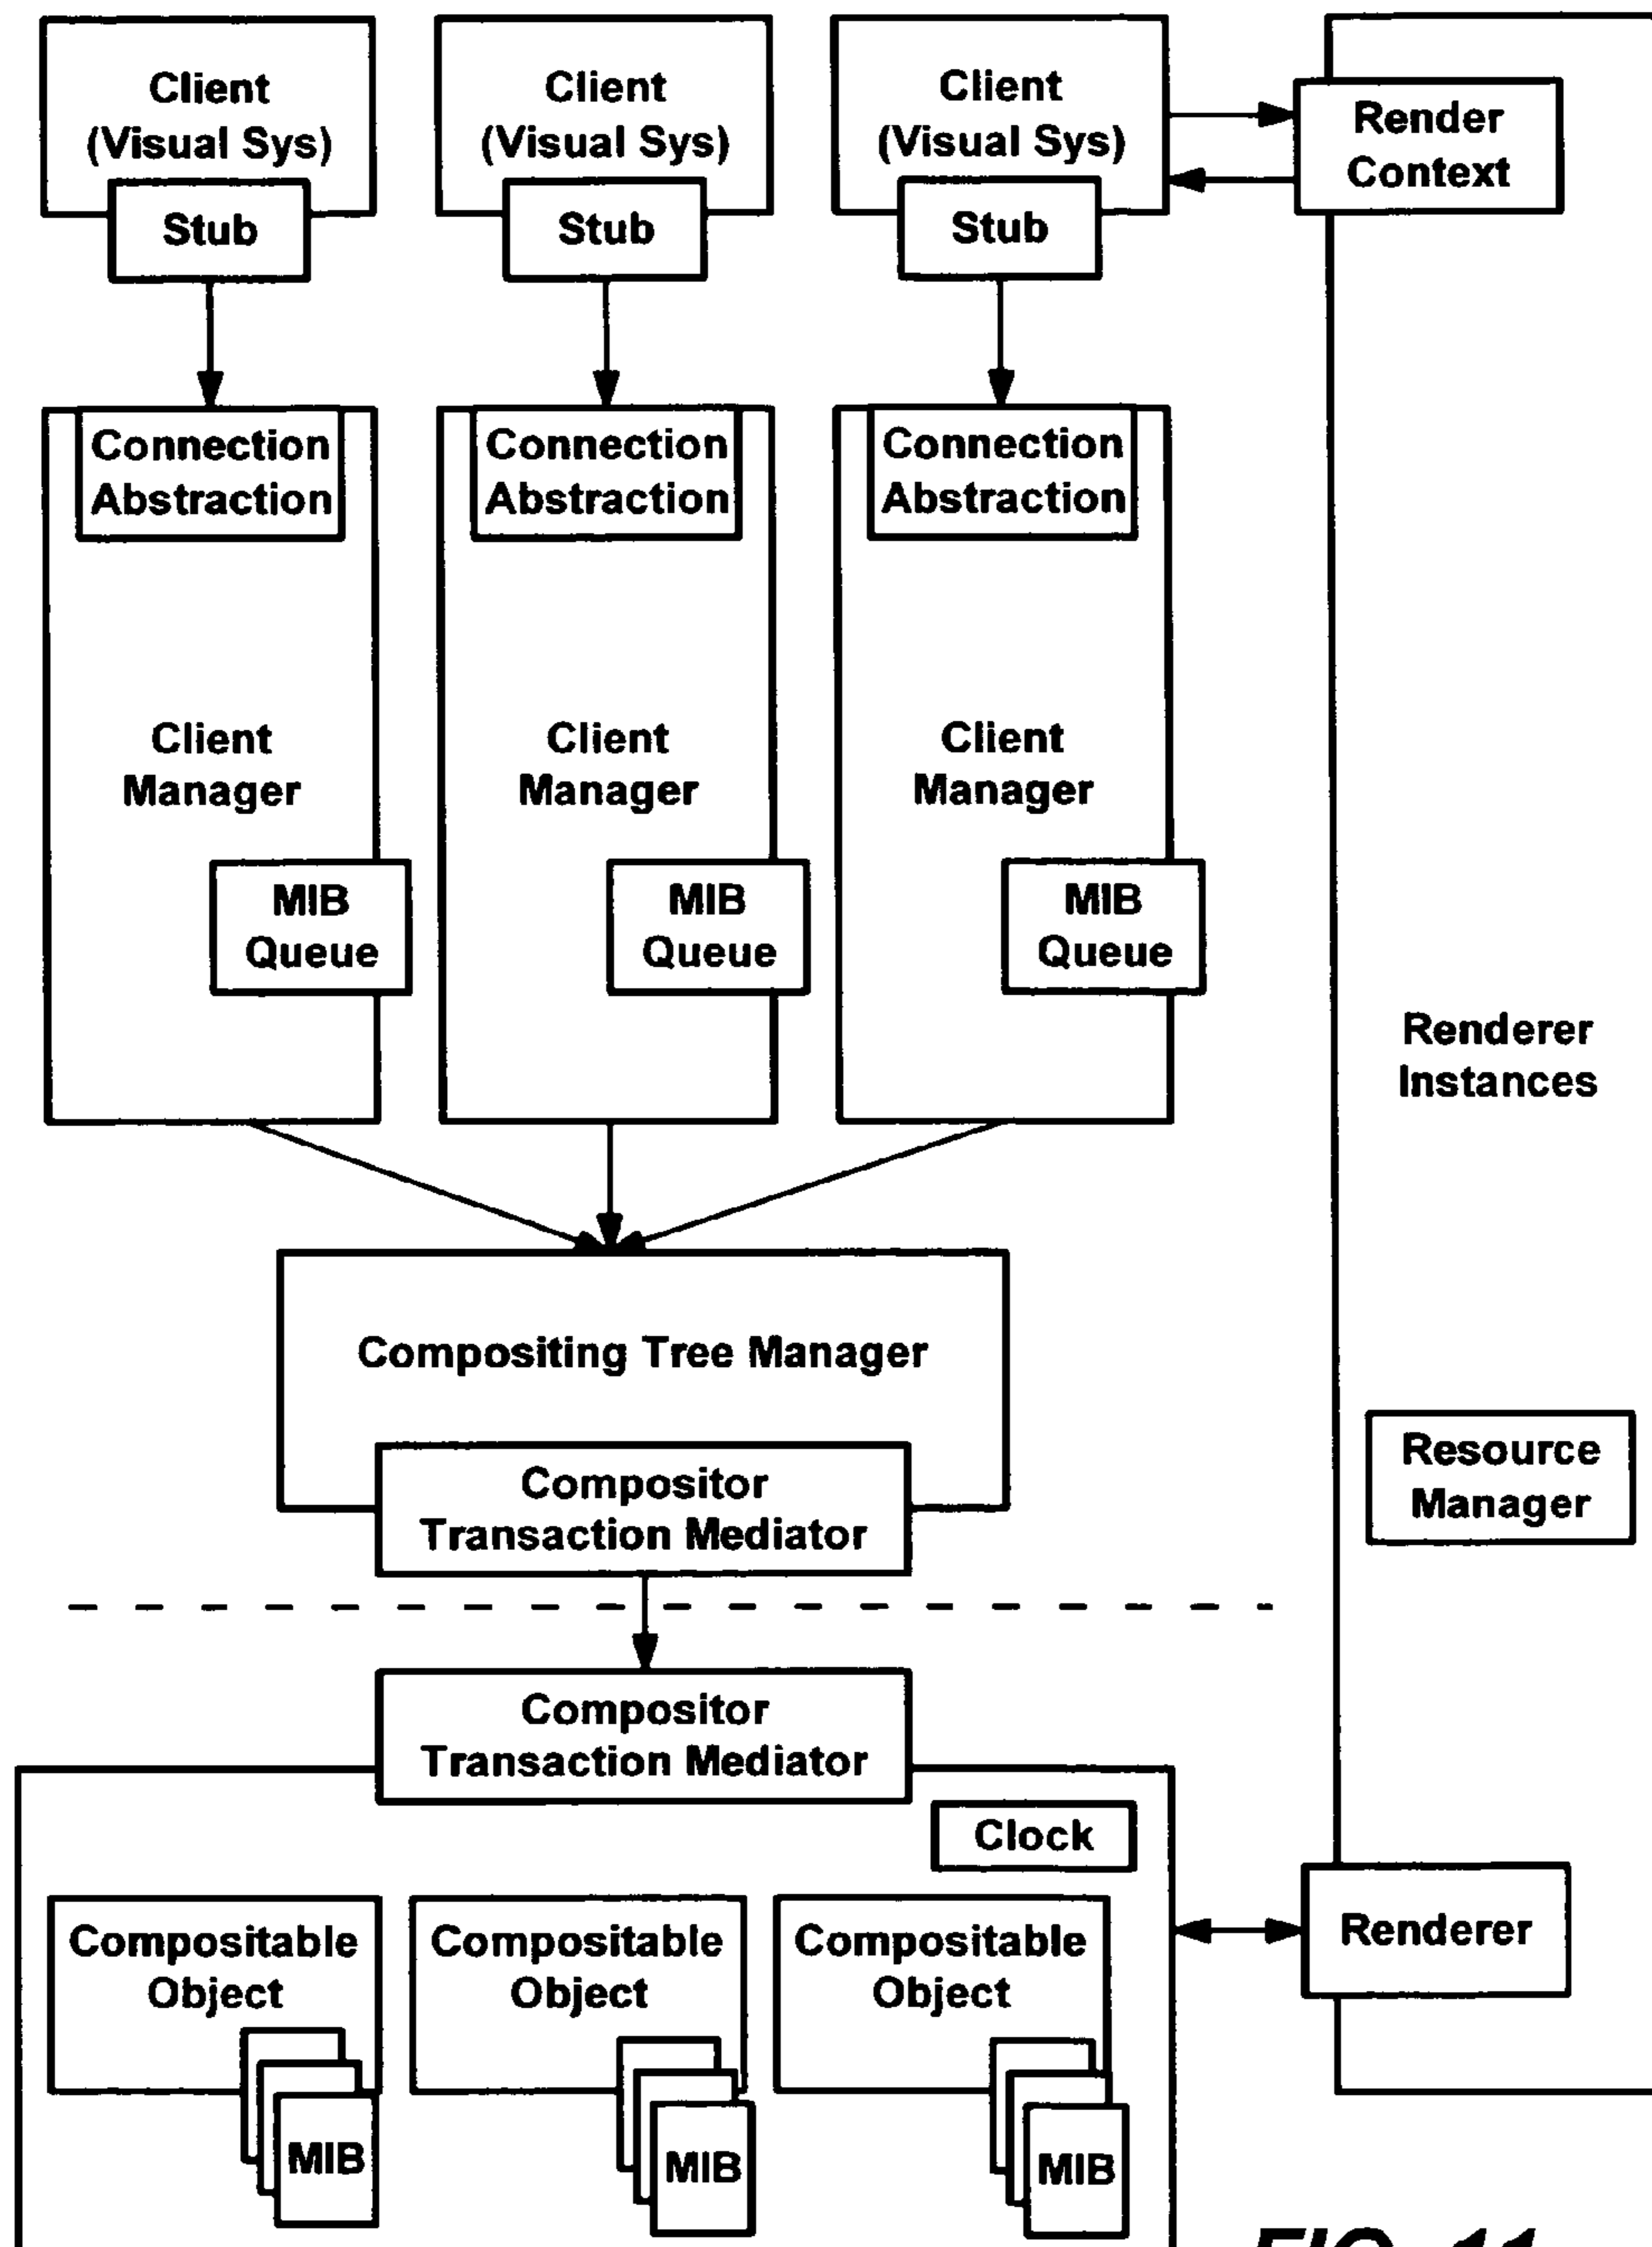 Client
(Visual Sys)
Stub
Client
(Visual Sys)
Stub
Client
(Visual Sys)
Stub
Render
Context
Connection
Abstraction
Client
Manager
MIB
Queue
Connection
Abstraction
Client
Manager
MIB
Queue
Connection
Abstraction
Client
Manager
MIB
Queue
Renderer
Instances
Compositing Tree Manager
Compositor
Transaction Mediator
Resource
Manager
Compositor
Transaction Mediator
Clock
Compositable
Object
MIB
Compositable
Object
MIB
Compositable
Object
MIB
Renderer
FIG. 11